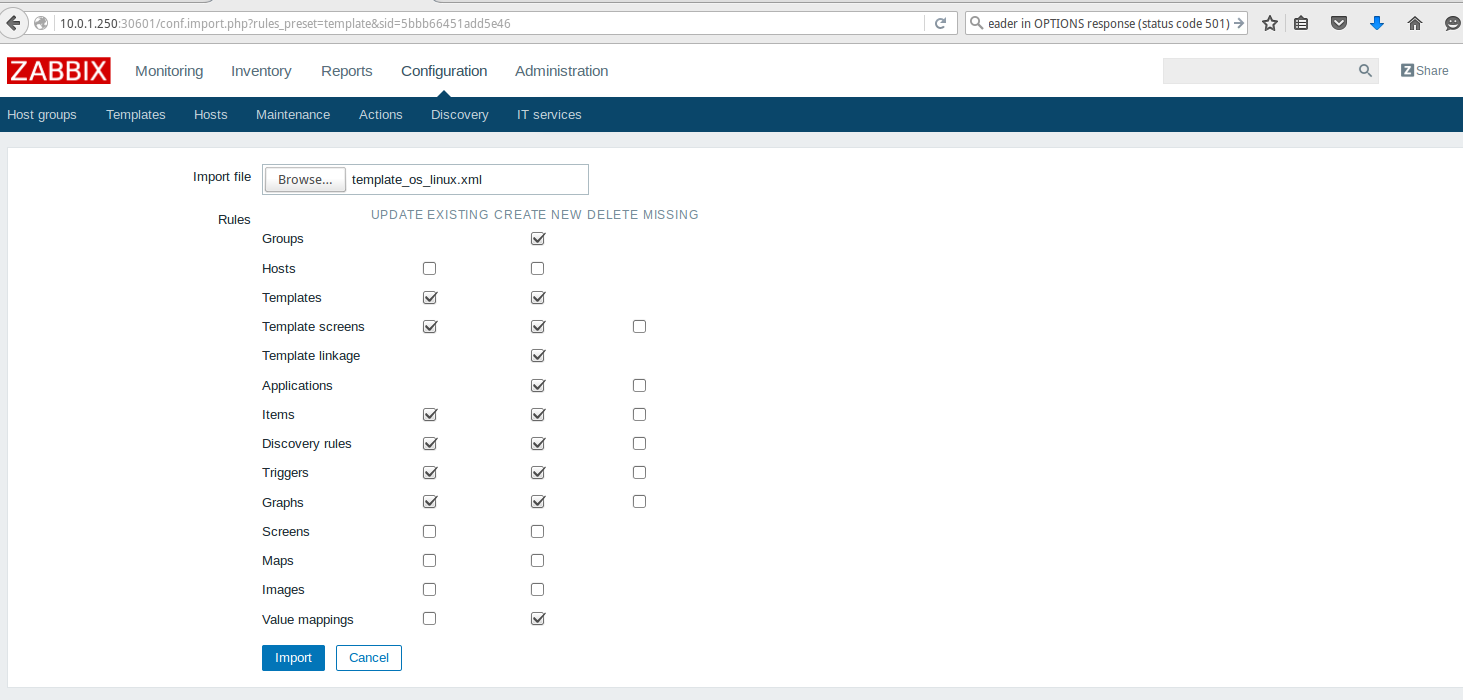 10.0.1.250:30601/conf.import.php?rules_preset=template&sid=5bbb66451add5e46 eader in OPTIONS response (status code 501)
ZABBIX Monitoring Inventory Reports Configuration Administration Z Share
Host groups Templates Hosts Maintenance Actions Discovery IT services
Import file Browse... template_os_linux.xml
Rules UPDATE EXISTING CREATE NEW DELETE MISSING
Groups
Hosts
Templates
Template screens
Template linkage
Applications
Items
Discovery rules
Triggers
Graphs
Screens
Maps
Images
Value mappings
Import Cancel